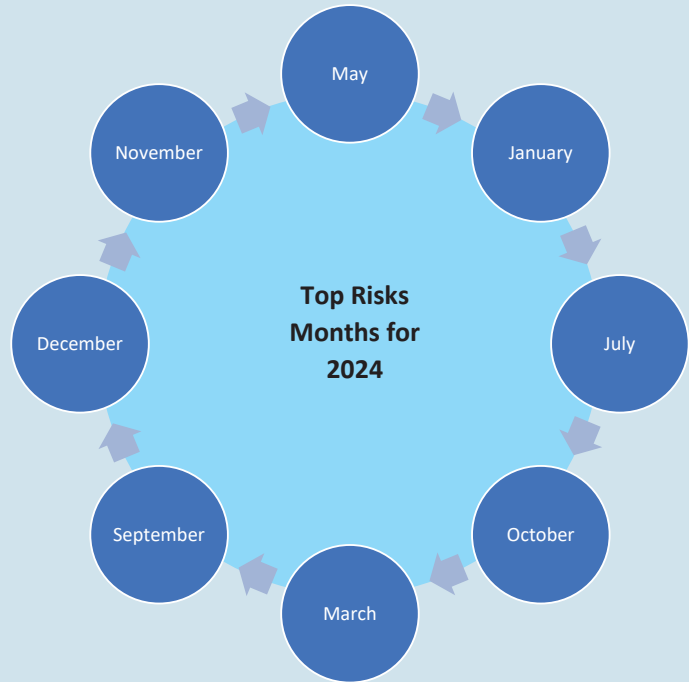 May
January
July
October
March
September
December
November
Top Risks
Months for
2024